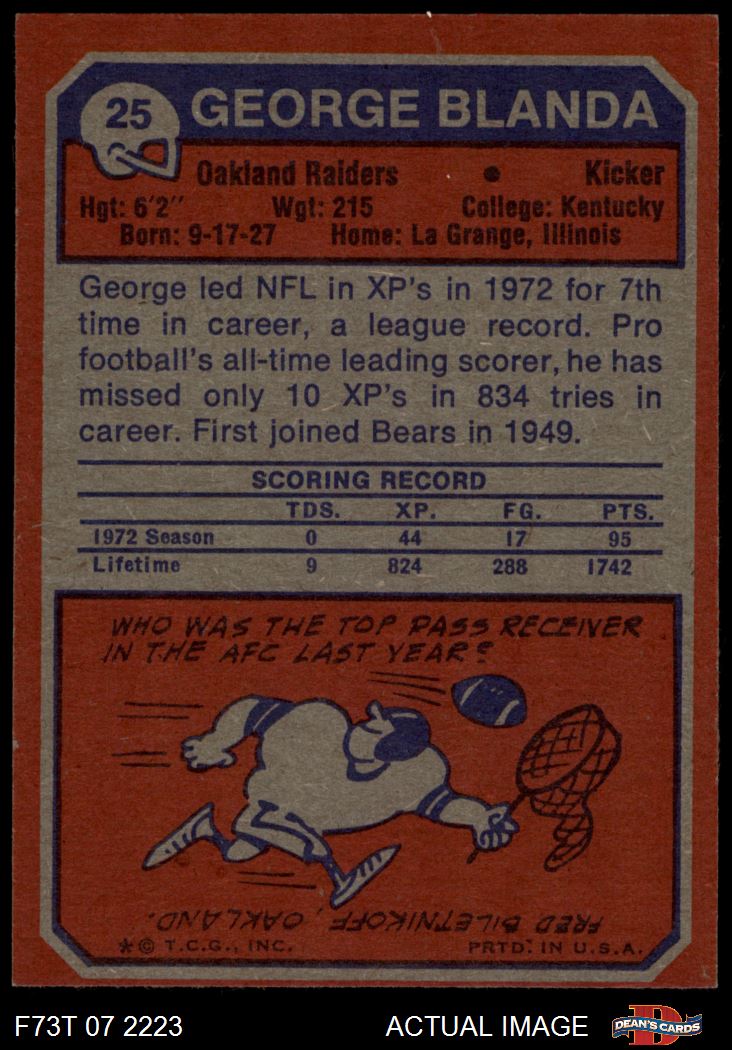 25
GEORGE BLANDA
Oakland Raiders • Kicker
Hgt: 6'2" Wgt: 215 College: Kentucky
Born: 9-17-27 Home: La Grange, Illinois
George led NFL in XP's in 1972 for 7th
time in career, a league record. Pro
football's all-time leading scorer, he has
missed only 10 XP's in 834 tries in
career. First joined Bears in 1949.
SCORING RECORD
TDS. XP. FG. PTS.
1972 Season 0 44 17 95
Lifetime 9 824 288 1742
WHO WAS THE TOP PASS RECEIVER
IN THE AFC LAST YEAR?
FRED BILETNIKOFF, OAKLAND.
*© T.C.G., INC. PRTD. IN U.S.A.
F73T 07 2223 ACTUAL IMAGE
D
DEAN'S CARDS